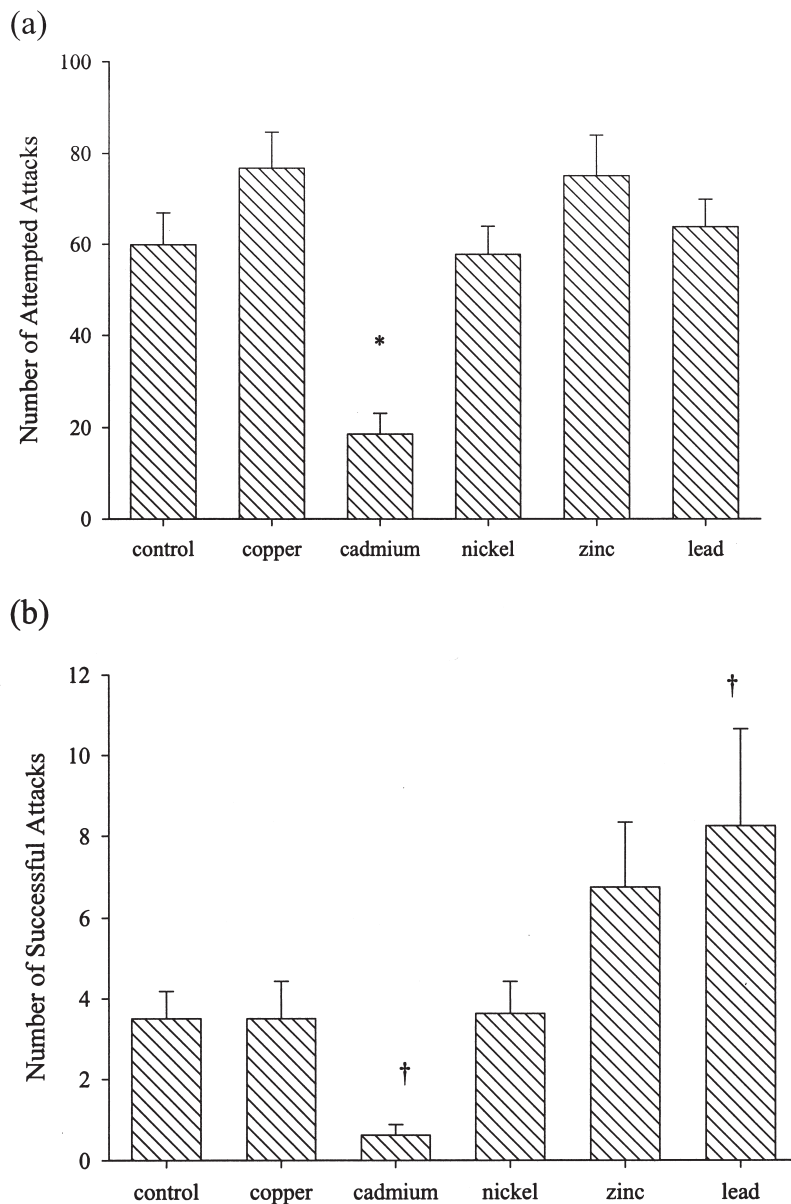 (a)
Number of Attempted Attacks
100
80
60
40
20
0
*
control copper cadmium nickel zinc lead
(b)
Number of Successful Attacks
12
10
8
6
4
2
0
†
†
control copper cadmium nickel zinc lead